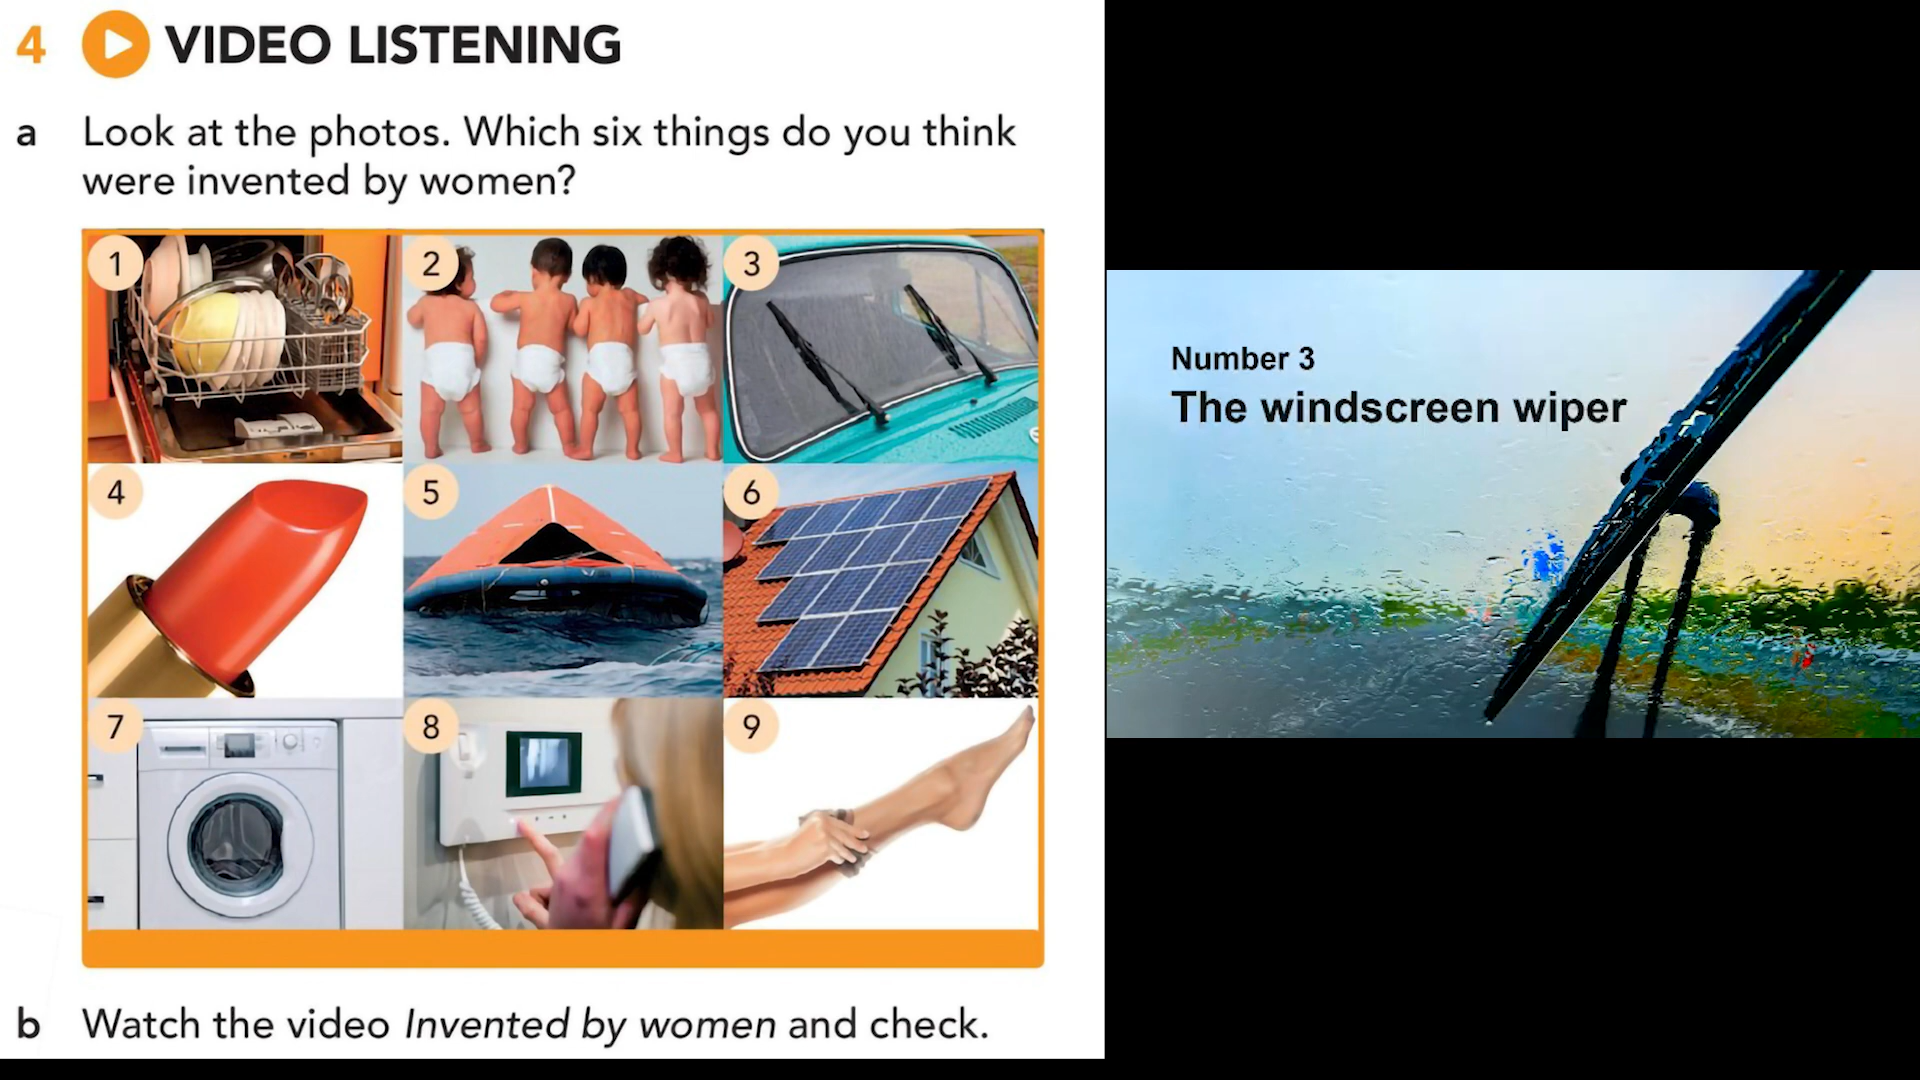 4 VIDEO LISTENING
a Look at the photos. Which six things do you think
were invented by women?
1
2
3
4
5
6
7
8
9
b Watch the video Invented by women and check.
Number 3
The windscreen wiper